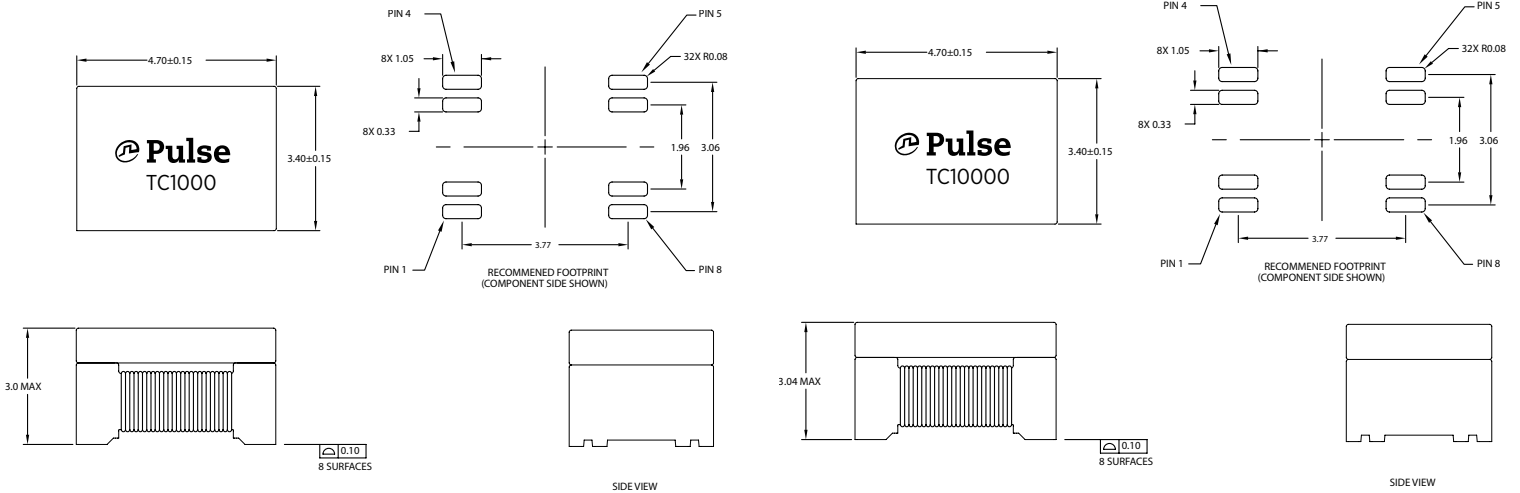 PIN 4
PIN 5
8X 1.05
32X R0.08
4.70±0.15
Pulse
TC1000
3.40±0.15
8X 0.33
1.96
3.06
3.77
PIN 1
PIN 8
RECOMMENED FOOTPRINT
(COMPONENT SIDE SHOWN)
3.0 MAX
0.10
8 SURFACES
SIDE VIEW
PIN 4
PIN 5
8X 1.05
32X R0.08
4.70±0.15
Pulse
TC10000
3.40±0.15
8X 0.33
1.96
3.06
3.77
PIN 1
PIN 8
RECOMMENED FOOTPRINT
(COMPONENT SIDE SHOWN)
3.04 MAX
0.10
8 SURFACES
SIDE VIEW